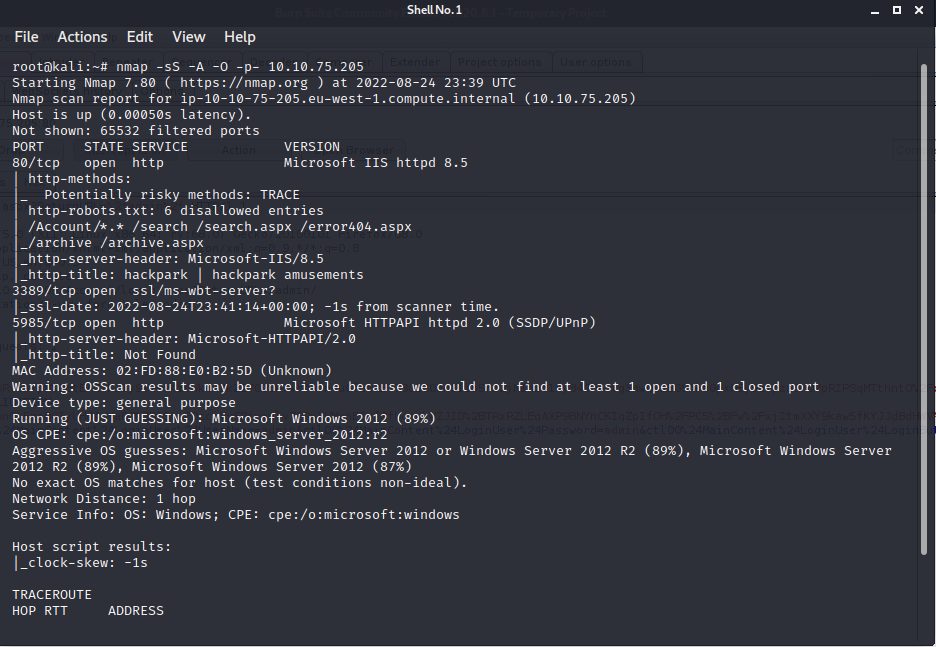 Shell No. 1
File Actions Edit View Help
root@kali:~# nmap -sS -A -O -p- 10.10.75.205
Starting Nmap 7.80 ( https://nmap.org ) at 2022-08-24 23:39 UTC
Nmap scan report for ip-10-10-75-205.eu-west-1.compute.internal (10.10.75.205)
Host is up (0.00050s latency).
Not shown: 65532 filtered ports
PORT     STATE SERVICE            VERSION
80/tcp   open  http               Microsoft IIS httpd 8.5
| http-methods:
|_  Potentially risky methods: TRACE
| http-robots.txt: 6 disallowed entries
| /Account/*.* /search /search.aspx /error404.aspx
|_/archive /archive.aspx
|_http-server-header: Microsoft-IIS/8.5
|_http-title: hackpark | hackpark amusements
3389/tcp open  ssl/ms-wbt-server?
|_ssl-date: 2022-08-24T23:41:14+00:00; -1s from scanner time.
5985/tcp open  http               Microsoft HTTPAPI httpd 2.0 (SSDP/UPnP)
|_http-server-header: Microsoft-HTTPAPI/2.0
|_http-title: Not Found
MAC Address: 02:FD:88:E0:B2:5D (Unknown)
Warning: OSScan results may be unreliable because we could not find at least 1 open and 1 closed port
Device type: general purpose
Running (JUST GUESSING): Microsoft Windows 2012 (89%)
OS CPE: cpe:/o:microsoft:windows_server_2012:r2
Aggressive OS guesses: Microsoft Windows Server 2012 or Windows Server 2012 R2 (89%), Microsoft Windows Server
2012 R2 (89%), Microsoft Windows Server 2012 (87%)
No exact OS matches for host (test conditions non-ideal).
Network Distance: 1 hop
Service Info: OS: Windows; CPE: cpe:/o:microsoft:windows
Host script results:
|_clock-skew: -1s
TRACEROUTE
HOP RTT     ADDRESS